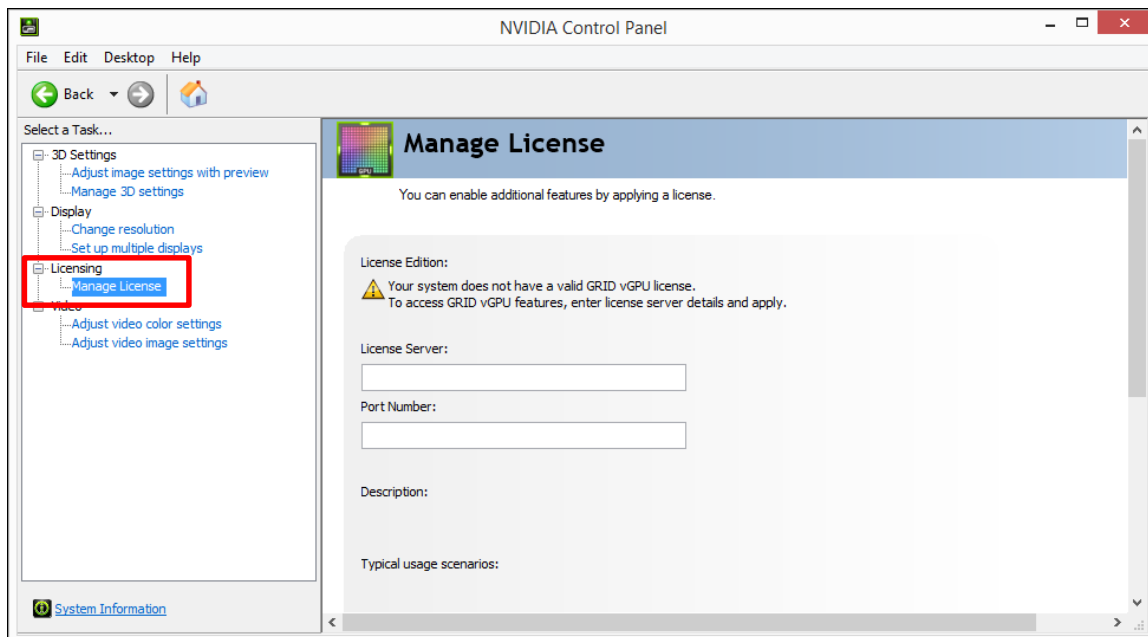 NVIDIA Control Panel
File Edit Desktop Help
Back
Select a Task...
3D Settings
Adjust image settings with preview
Manage 3D settings
Display
Change resolution
Set up multiple displays
Licensing
Manage License
Video
Adjust video color settings
Adjust video image settings
System Information
GPU
Manage License
You can enable additional features by applying a license.
License Edition:
Your system does not have a valid GRID vGPU license.
To access GRID vGPU features, enter license server details and apply.
License Server:
Port Number:
Description:
Typical usage scenarios: